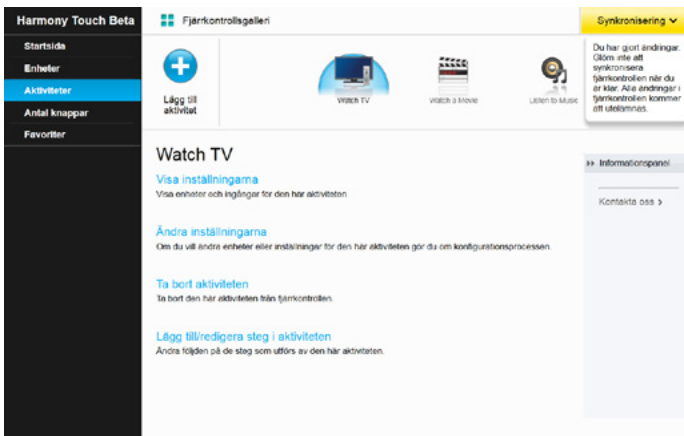 Harmony Touch Beta
Fjärrkontrollsgalleri
Synkronisering
Startsida
Enheter
Aktiviteter
Antal knappar
Favoriter
Lägg till
aktivitet
Watch TV
Watch a Movie
Listen to Music
Du har gjort ändringar.
Glöm inte att
synkronisera
fjärrkontrollen när du
är klar. Alla ändringar i
fjärrkontrollen kommer
att utelämnas.
Watch TV
Visa inställningarna
Visa enheter och ingångar för den här aktiviteten.
Ändra inställningarna
Om du vill ändra enheter eller inställningar för den här aktiviteten gör du om konfigurationsprocessen.
Ta bort aktiviteten
Ta bort den här aktiviteten från fjärrkontrollen.
Lägg till/redigera steg i aktiviteten
Ändra följden på de steg som utförs av den här aktiviteten.
Informationspanel
Kontakta oss